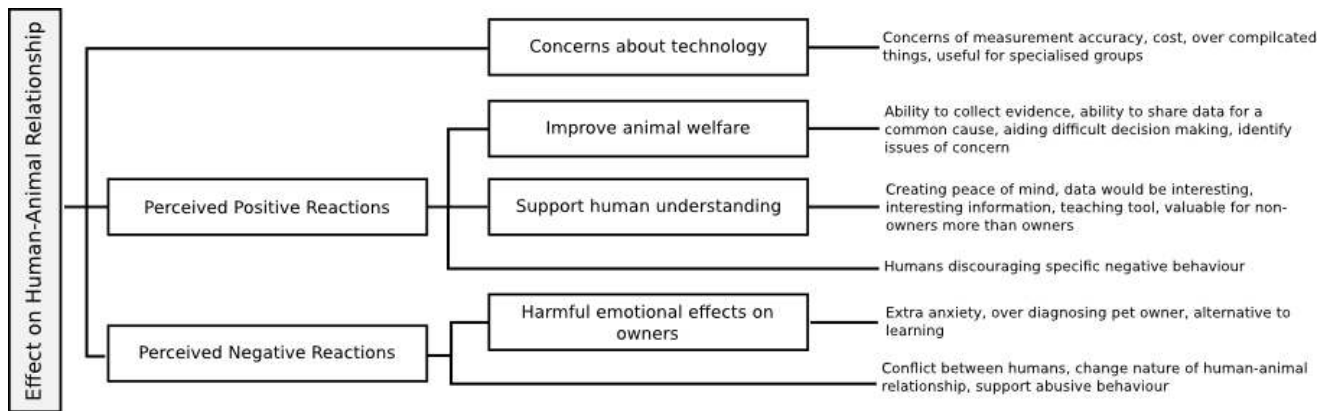 Effect on Human-Animal Relationship
Concerns about technology
Concerns of measurement accuracy, cost, over compilcated
things, useful for specialised groups
Perceived Positive Reactions
Improve animal welfare
Ability to collect evidence, ability to share data for a
common cause, aiding difficult decision making, identify
issues of concern
Support human understanding
Creating peace of mind, data would be interesting,
interesting information, teaching tool, valuable for non-
owners more than owners
Humans discouraging specific negative behaviour
Perceived Negative Reactions
Harmful emotional effects on
owners
Extra anxiety, over diagnosing pet owner, alternative to
learning
Conflict between humans, change nature of human-animal
relationship, support abusive behaviour